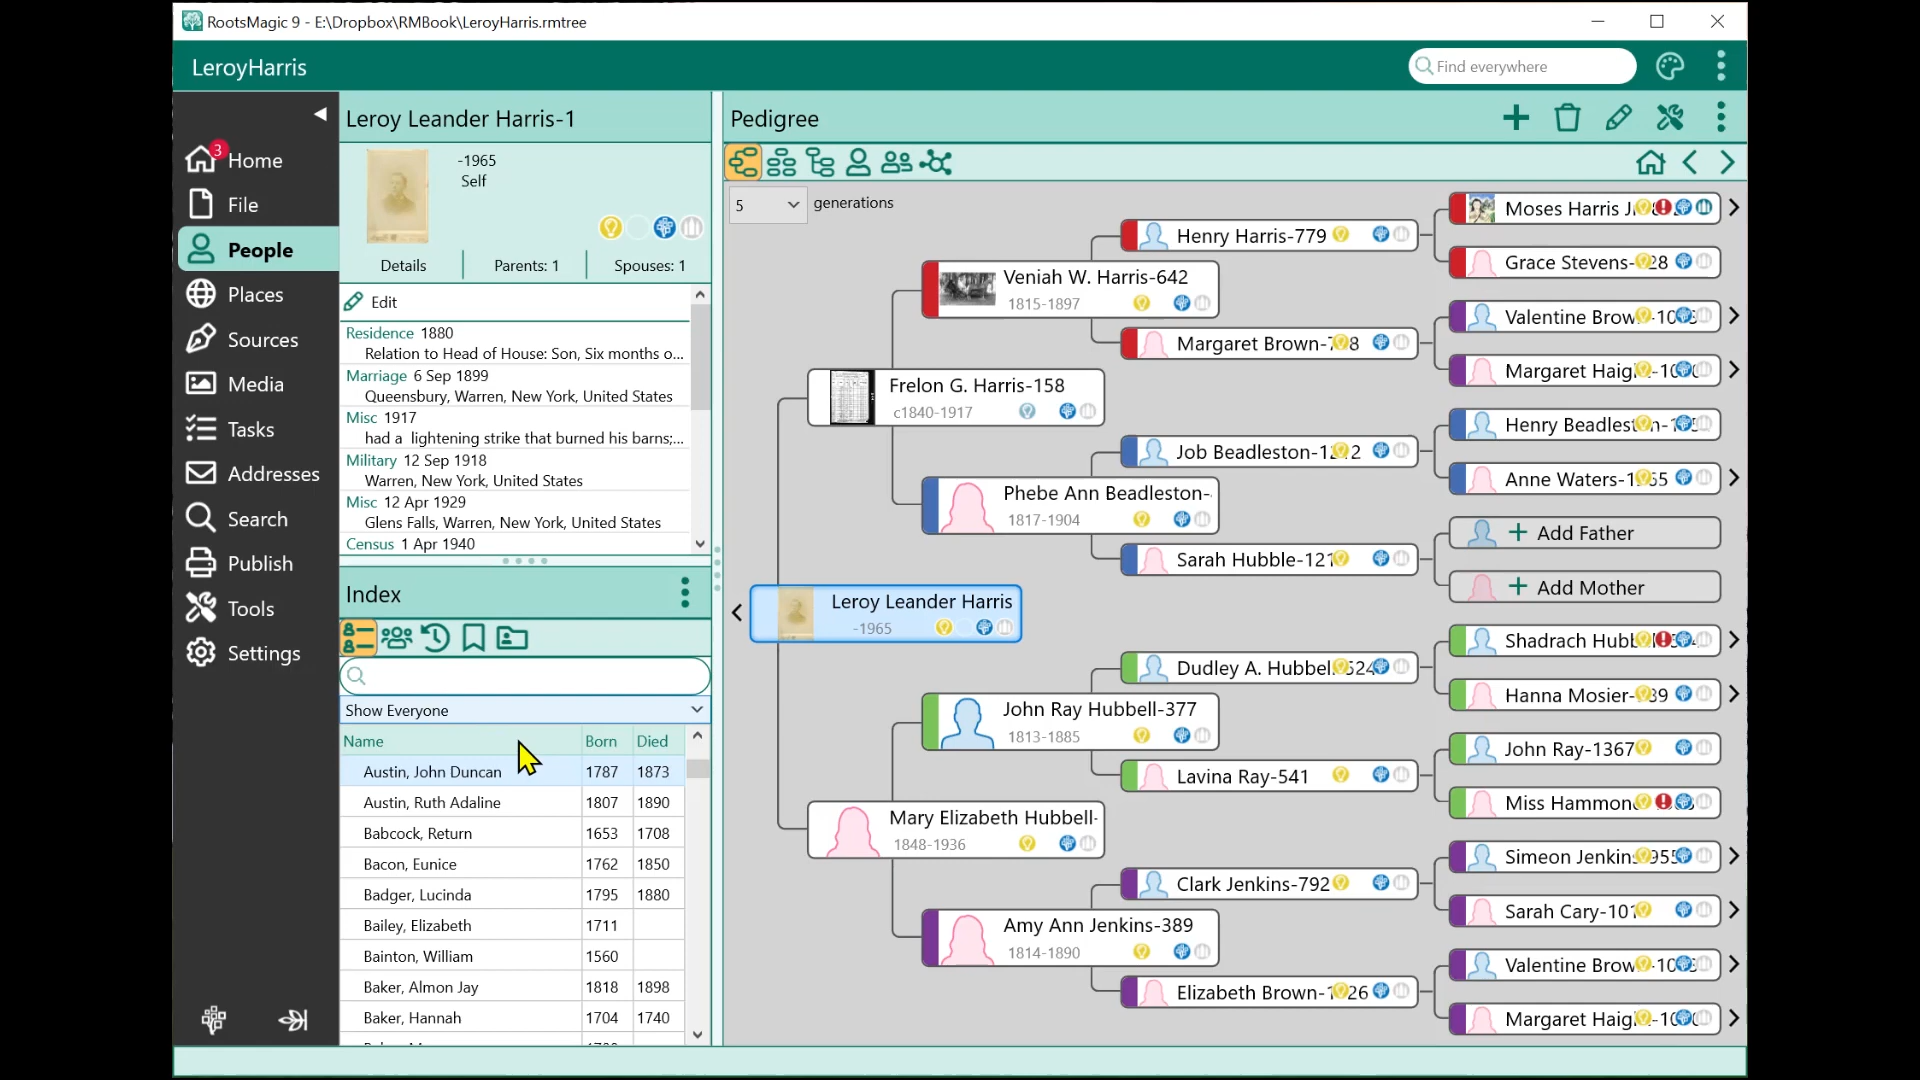 RootsMagic 9 - E:\Dropbox\RMBook\LeroyHarris.rmtree
LeroyHarris
Find everywhere
3
Home
File
People
Places
Sources
Media
Tasks
Addresses
Search
Publish
Tools
Settings
Leroy Leander Harris-1
-1965
Self
Details
Parents: 1
Spouses: 1
Edit
Residence 1880
Relation to Head of House: Son, Six months o...
Marriage 6 Sep 1899
Queensbury, Warren, New York, United States
Misc 1917
had a lightening strike that burned his barns;...
Military 12 Sep 1918
Warren, New York, United States
Misc 12 Apr 1929
Glens Falls, Warren, New York, United States
Census 1 Apr 1940
Index
Show Everyone
Name Born Died
Austin, John Duncan 1787 1873
Austin, Ruth Adaline 1807 1890
Babcock, Return 1653 1708
Bacon, Eunice 1762 1850
Badger, Lucinda 1795 1880
Bailey, Elizabeth 1711
Bainton, William 1560
Baker, Almon Jay 1818 1898
Baker, Hannah 1704 1740
Pedigree
5 generations
Leroy Leander Harris
-1965
Frelon G. Harris-158
c1840-1917
Mary Elizabeth Hubbell-
1848-1936
Veniah W. Harris-642
1815-1897
Phebe Ann Beadleston-
1817-1904
John Ray Hubbell-377
1813-1885
Amy Ann Jenkins-389
1814-1890
Henry Harris-779
Margaret Brown-
Job Beadleston-
Sarah Hubble-
Dudley A. Hubbel
Lavina Ray-541
Clark Jenkins-792
Elizabeth Brown-
Moses Harris
Grace Stevens-
Valentine
Margaret
Henry
Anne Waters-
Add Father
Add Mother
Shadrach
Hanna Mosier-
John Ray-1367
Miss
Simeon
Sarah Cary-
Valentine
Margaret